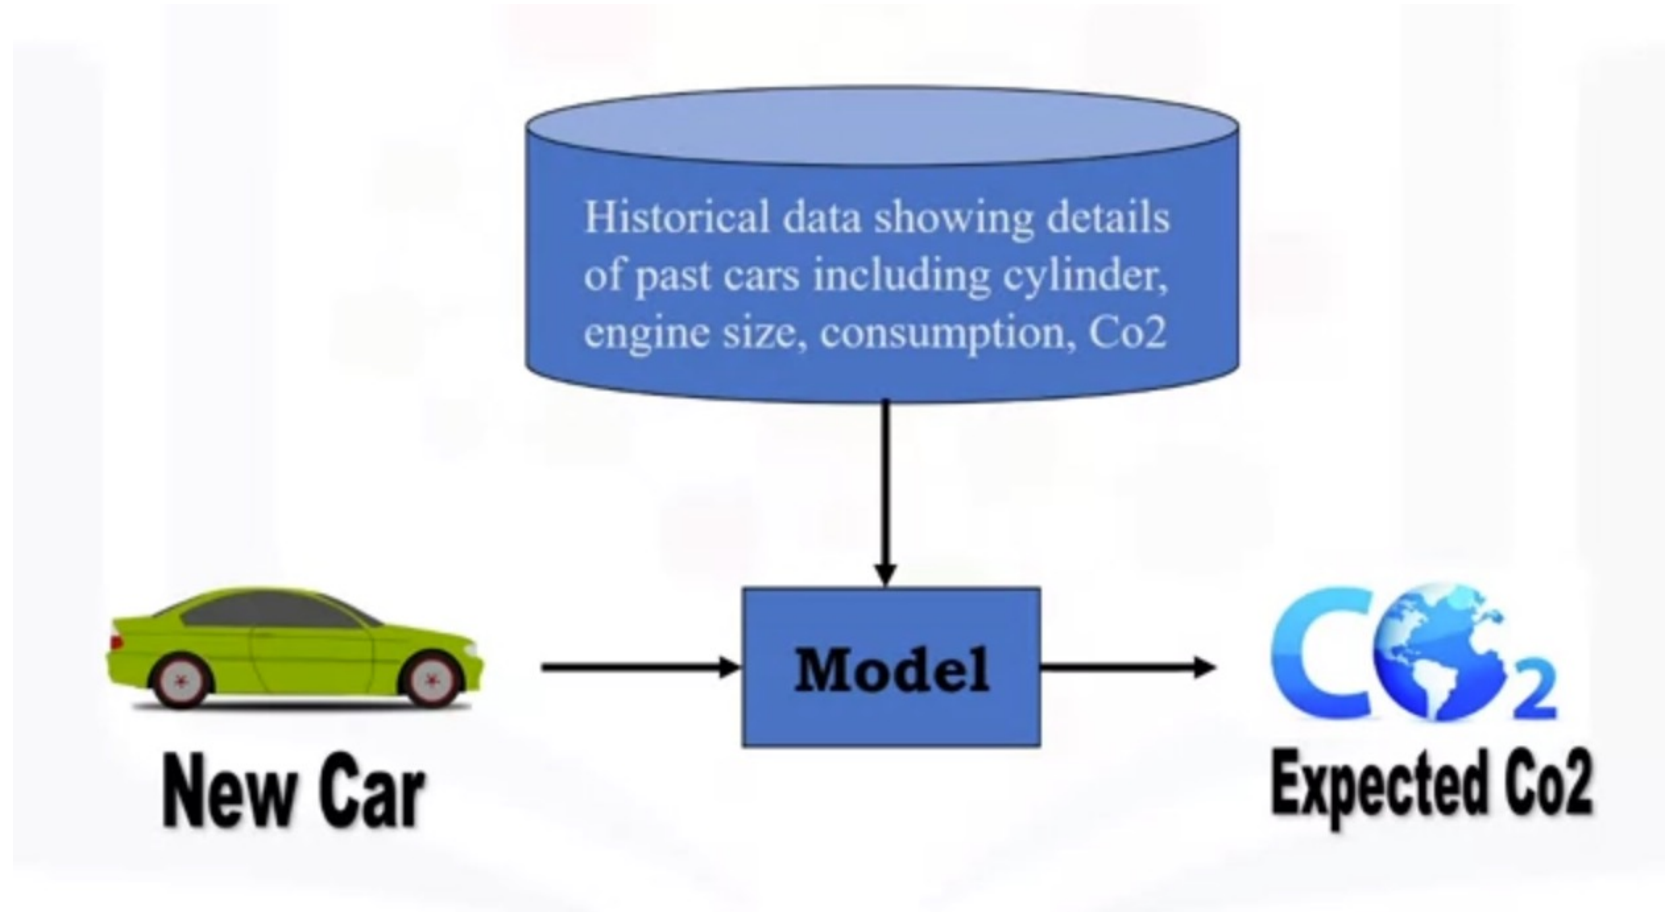 Historical data showing details
of past cars including cylinder,
engine size, consumption, Co2
Model
CO2
New Car
Expected Co2